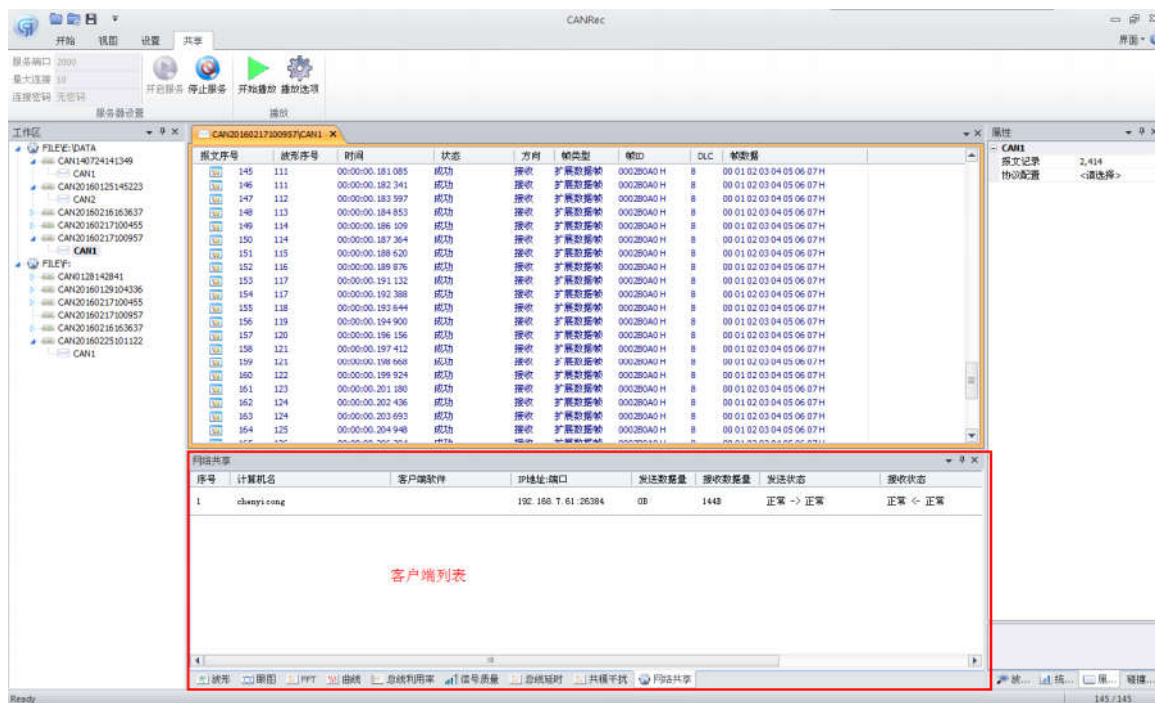 CANRec
开始 视图 设置 共享 界面
服务端口 2000
最大连接 10
连接密码 无密码
开启服务 停止服务 开始播放 播放选项
服务器设置 播放
工作区
FILE\E:\DATA
CAN140724141349
CAN1
CAN20160125145223
CAN2
CAN20160216163637
CAN20160217100455
CAN20160217100957
CAN1
FILE\F:
CAN0128142841
CAN20160129104336
CAN20160217100455
CAN20160217100957
CAN20160216163637
CAN20160225101122
CAN1
CAN20160217100957\CAN1
报文序号 波形序号 时间 状态 方向 帧类型 帧ID DLC 帧数据
145 111 00:00:00.181 085 成功 接收 扩展数据帧 0002B0A0 H 8 00 01 02 03 04 05 06 07 H
146 111 00:00:00.182 341 成功 接收 扩展数据帧 0002B0A0 H 8 00 01 02 03 04 05 06 07 H
147 112 00:00:00.183 597 成功 接收 扩展数据帧 0002B0A0 H 8 00 01 02 03 04 05 06 07 H
148 113 00:00:00.184 853 成功 接收 扩展数据帧 0002B0A0 H 8 00 01 02 03 04 05 06 07 H
149 114 00:00:00.186 109 成功 接收 扩展数据帧 0002B0A0 H 8 00 01 02 03 04 05 06 07 H
150 114 00:00:00.187 364 成功 接收 扩展数据帧 0002B0A0 H 8 00 01 02 03 04 05 06 07 H
151 115 00:00:00.188 620 成功 接收 扩展数据帧 0002B0A0 H 8 00 01 02 03 04 05 06 07 H
152 116 00:00:00.189 876 成功 接收 扩展数据帧 0002B0A0 H 8 00 01 02 03 04 05 06 07 H
153 117 00:00:00.191 132 成功 接收 扩展数据帧 0002B0A0 H 8 00 01 02 03 04 05 06 07 H
154 117 00:00:00.192 388 成功 接收 扩展数据帧 0002B0A0 H 8 00 01 02 03 04 05 06 07 H
155 118 00:00:00.193 644 成功 接收 扩展数据帧 0002B0A0 H 8 00 01 02 03 04 05 06 07 H
156 119 00:00:00.194 900 成功 接收 扩展数据帧 0002B0A0 H 8 00 01 02 03 04 05 06 07 H
157 120 00:00:00.196 156 成功 接收 扩展数据帧 0002B0A0 H 8 00 01 02 03 04 05 06 07 H
158 121 00:00:00.197 412 成功 接收 扩展数据帧 0002B0A0 H 8 00 01 02 03 04 05 06 07 H
159 121 00:00:00.198 668 成功 接收 扩展数据帧 0002B0A0 H 8 00 01 02 03 04 05 06 07 H
160 122 00:00:00.199 924 成功 接收 扩展数据帧 0002B0A0 H 8 00 01 02 03 04 05 06 07 H
161 123 00:00:00.201 180 成功 接收 扩展数据帧 0002B0A0 H 8 00 01 02 03 04 05 06 07 H
162 124 00:00:00.202 436 成功 接收 扩展数据帧 0002B0A0 H 8 00 01 02 03 04 05 06 07 H
163 124 00:00:00.203 693 成功 接收 扩展数据帧 0002B0A0 H 8 00 01 02 03 04 05 06 07 H
164 125 00:00:00.204 948 成功 接收 扩展数据帧 0002B0A0 H 8 00 01 02 03 04 05 06 07 H
属性
CAN1
报文记录 2,414
协议配置 <请选择>
网络共享
序号 计算机名 客户端软件 IP地址:端口 发送数据量 接收数据量 发送状态 接收状态
1 chenyicong 192.168.7.61:26384 0B 144B 正常 -> 正常 正常 <- 正常
客户端列表
波形 眼图 FFT 曲线 总线利用率 信号质量 总线延时 共模干扰 网络共享
波... 统... 属... 碰撞...
Ready 145 / 145